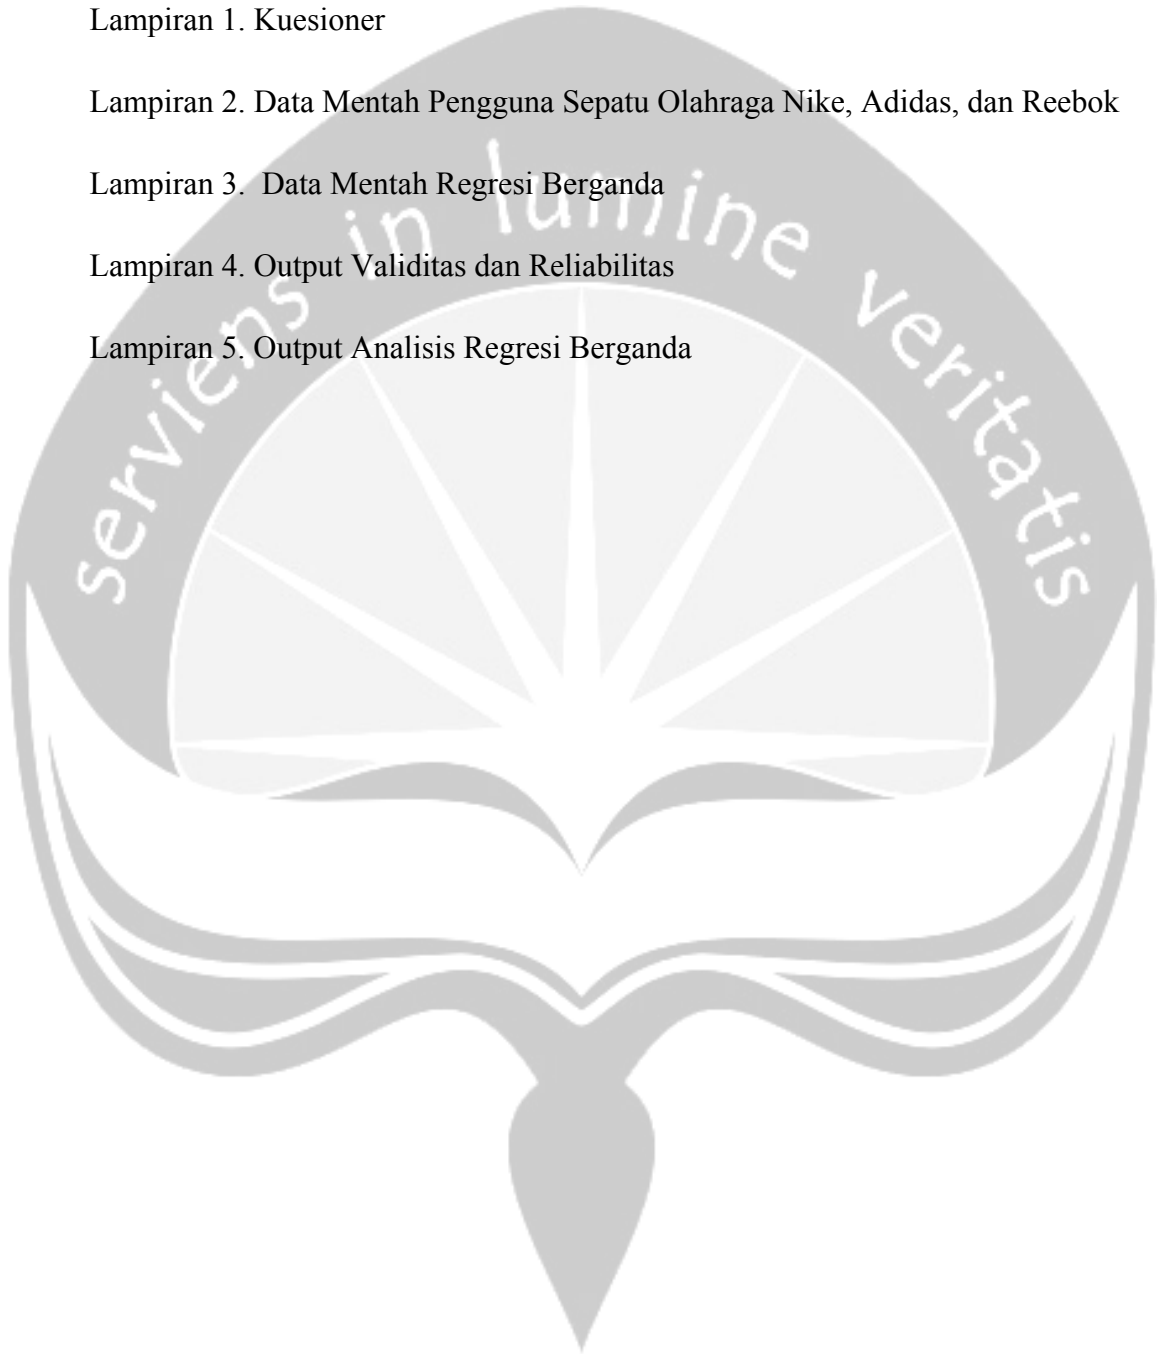 Lampiran 1. Kuesioner
Lampiran 2. Data Mentah Pengguna Sepatu Olahraga Nike, Adidas, dan Reebok
Lampiran 3.  Data Mentah Regresi Berganda
Lampiran 4. Output Validitas dan Reliabilitas
Lampiran 5. Output Analisis Regresi Berganda
serviens in lumine veritatis